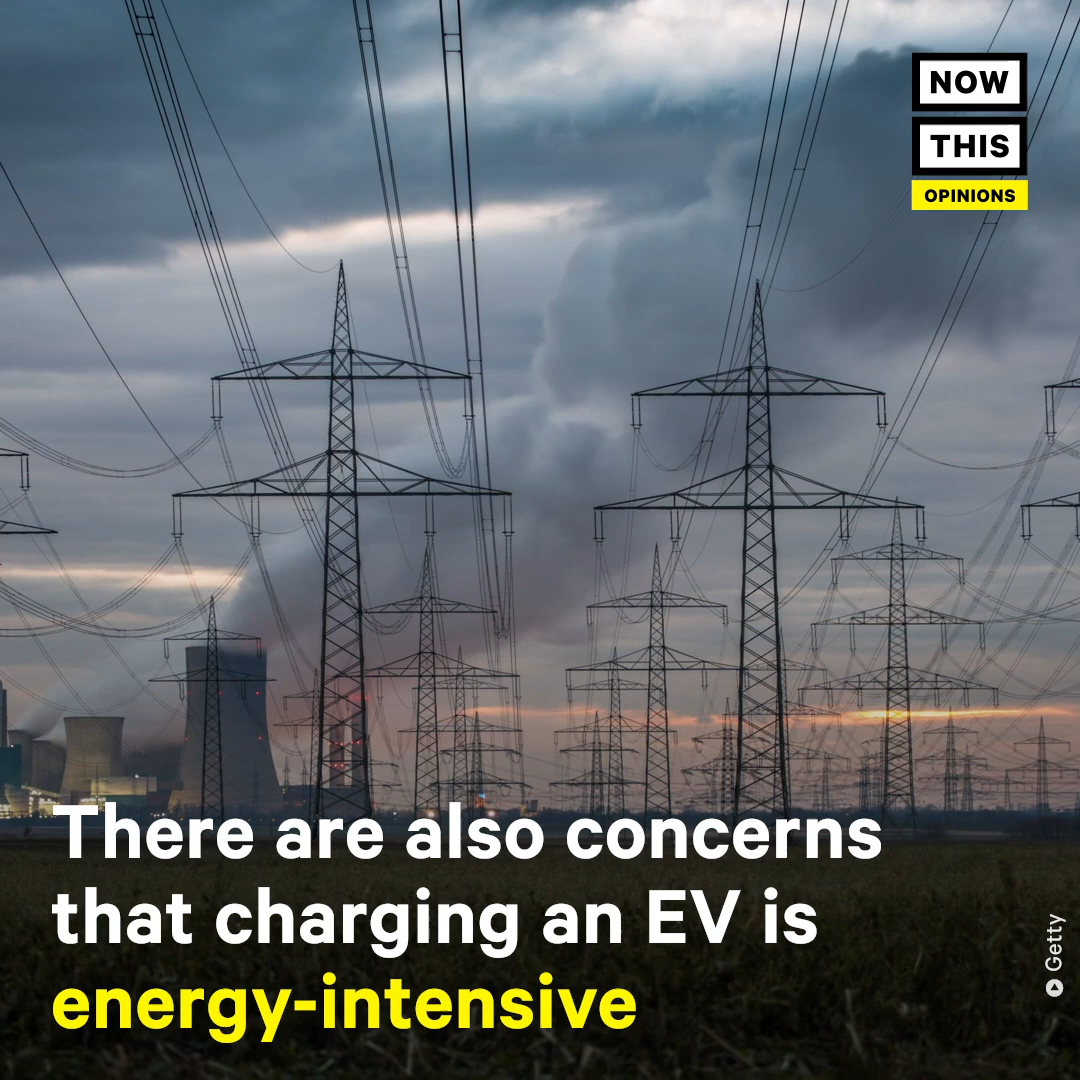 NOW
THIS
OPINIONS
There are also concerns
that charging an EV is
energy-intensive
Getty